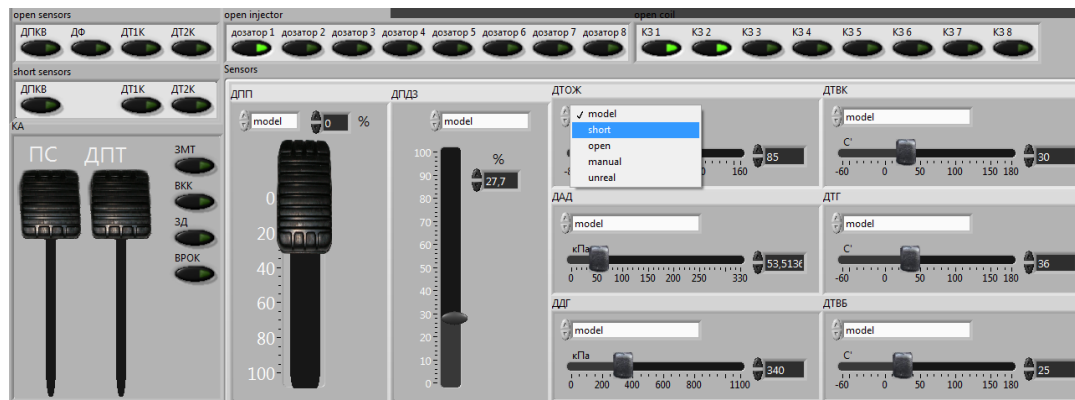 open sensors
ДПКВ ДФ ДТ1К ДТ2К
open injector
дозатор 1 дозатор 2 дозатор 3 дозатор 4 дозатор 5 дозатор 6 дозатор 7 дозатор 8
open coil
КЗ 1 КЗ 2 КЗ 3 КЗ 4 КЗ 5 КЗ 6 КЗ 7 КЗ 8
short sensors
ДПКВ ДТ1К ДТ2К
КА
ПС ДПТ
ЗМТ
ВКК
ЗД
ВРОК
Sensors
ДПП
model 0 %
0
20
40
60
80
100
ДПДЗ
model
%
27,7
100
90
80
70
60
50
40
30
20
10
0
ДТОЖ
✓ model
short
open
manual
unreal
160
85
ДТВК
model
C'
-60 0 50 100 150 180
30
ДАД
model
кПа
0 50 100 150 200 250 330
53,5136
ДТГ
model
C'
-60 0 50 100 150 180
36
ДДГ
model
кПа
0 200 400 600 800 1100
340
ДТВБ
model
C'
-60 0 50 100 150 180
25